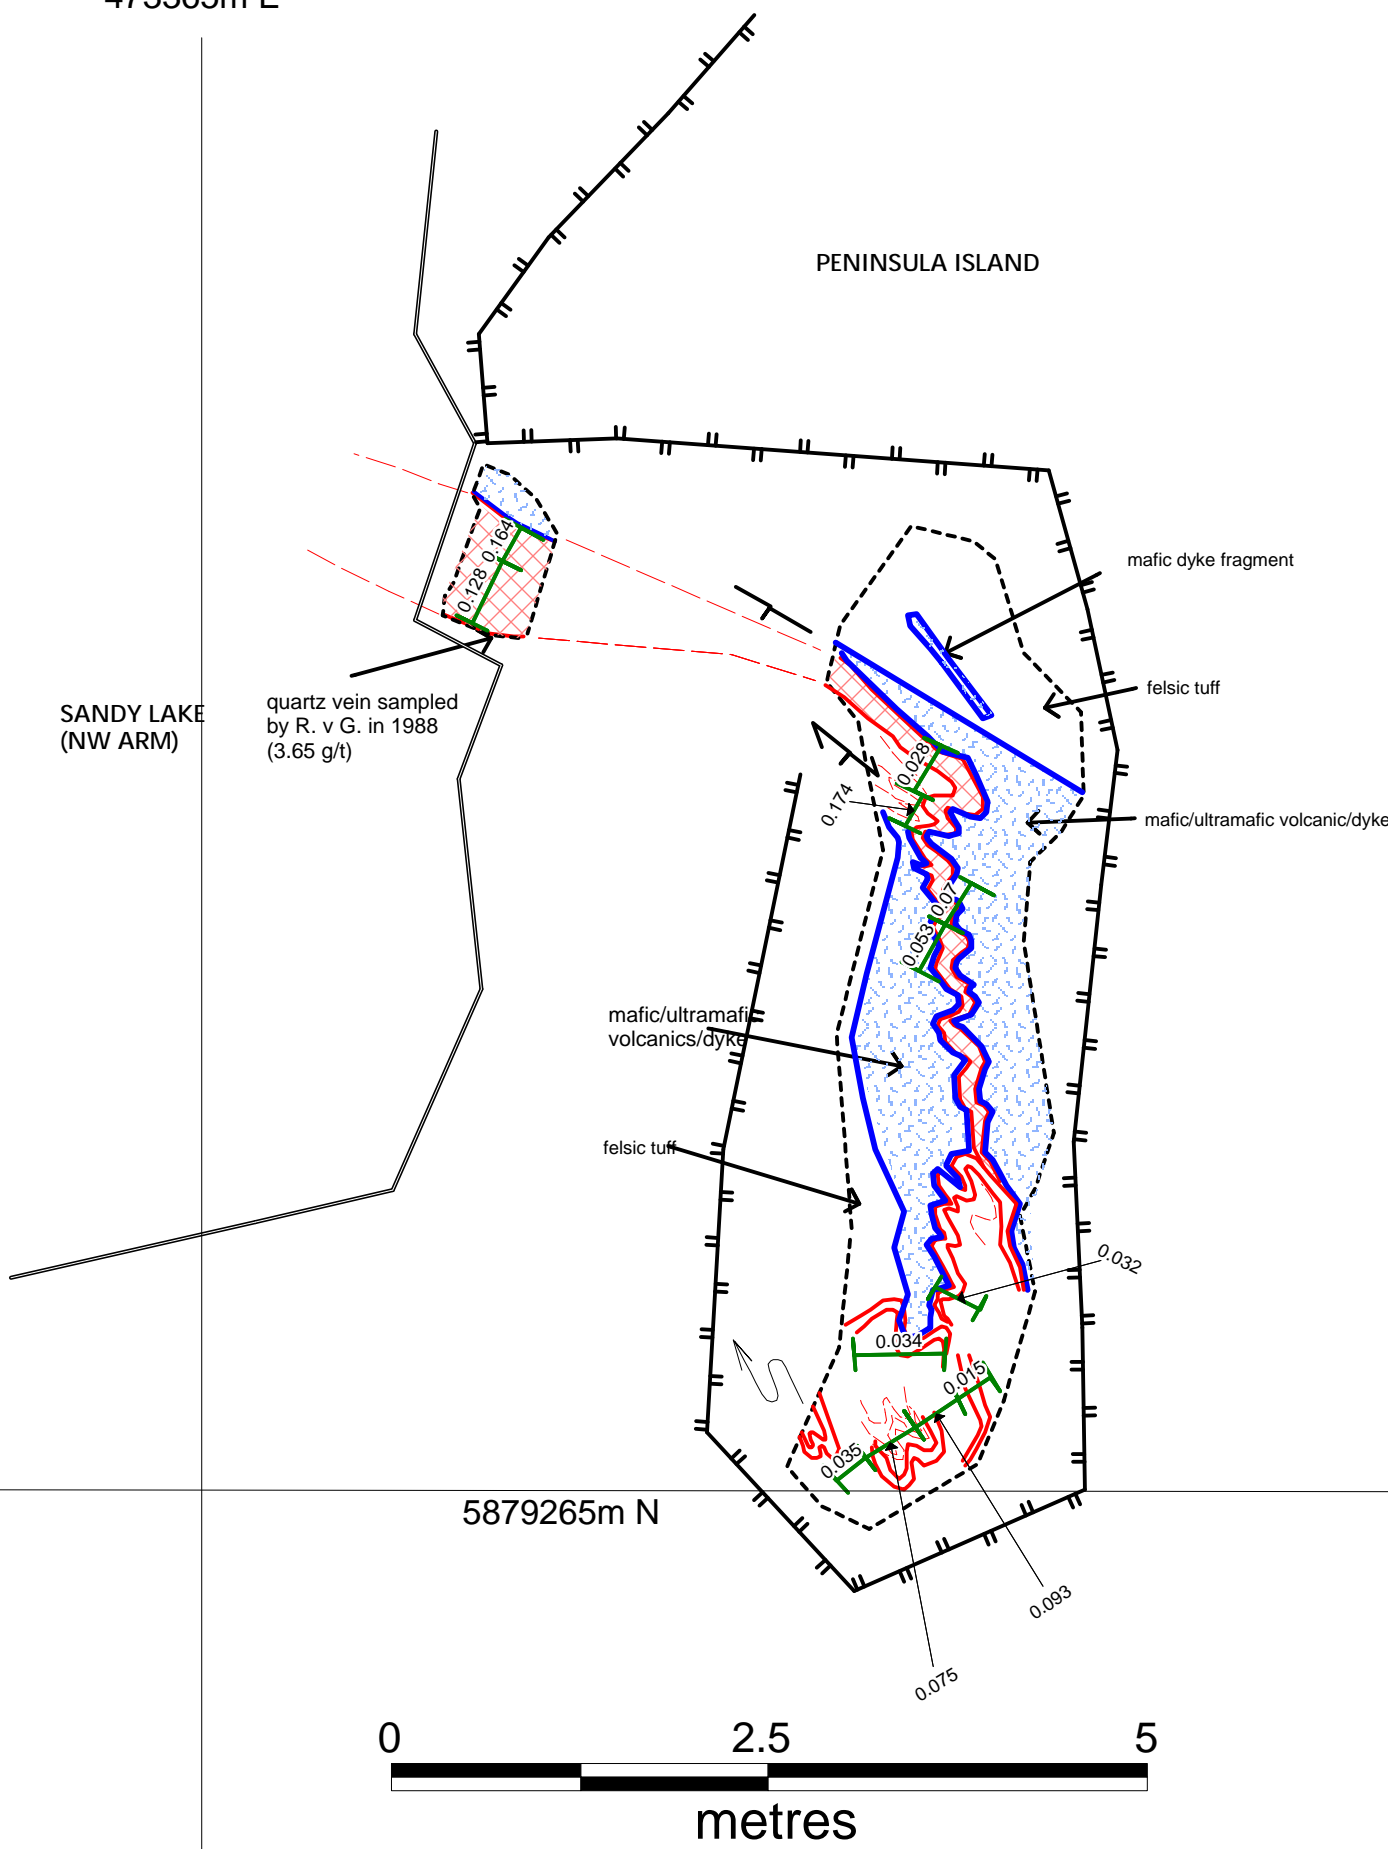 PENINSULA ISLAND
mafic dyke fragment
0.164
0.128
quartz vein sampled
by R. v G. in 1988
(3.65 g/t)
SANDY LAKE
(NW ARM)
felsic tuff
0.028
0.174
mafic/ultramafic volcanic/dyke
0.07
0.053
mafic/ultramafi
volcanics/dyke
felsic tuff
0.032
0.034
0.015
0.035
5879265m N
0.093
0.075
0
2.5
5
metres